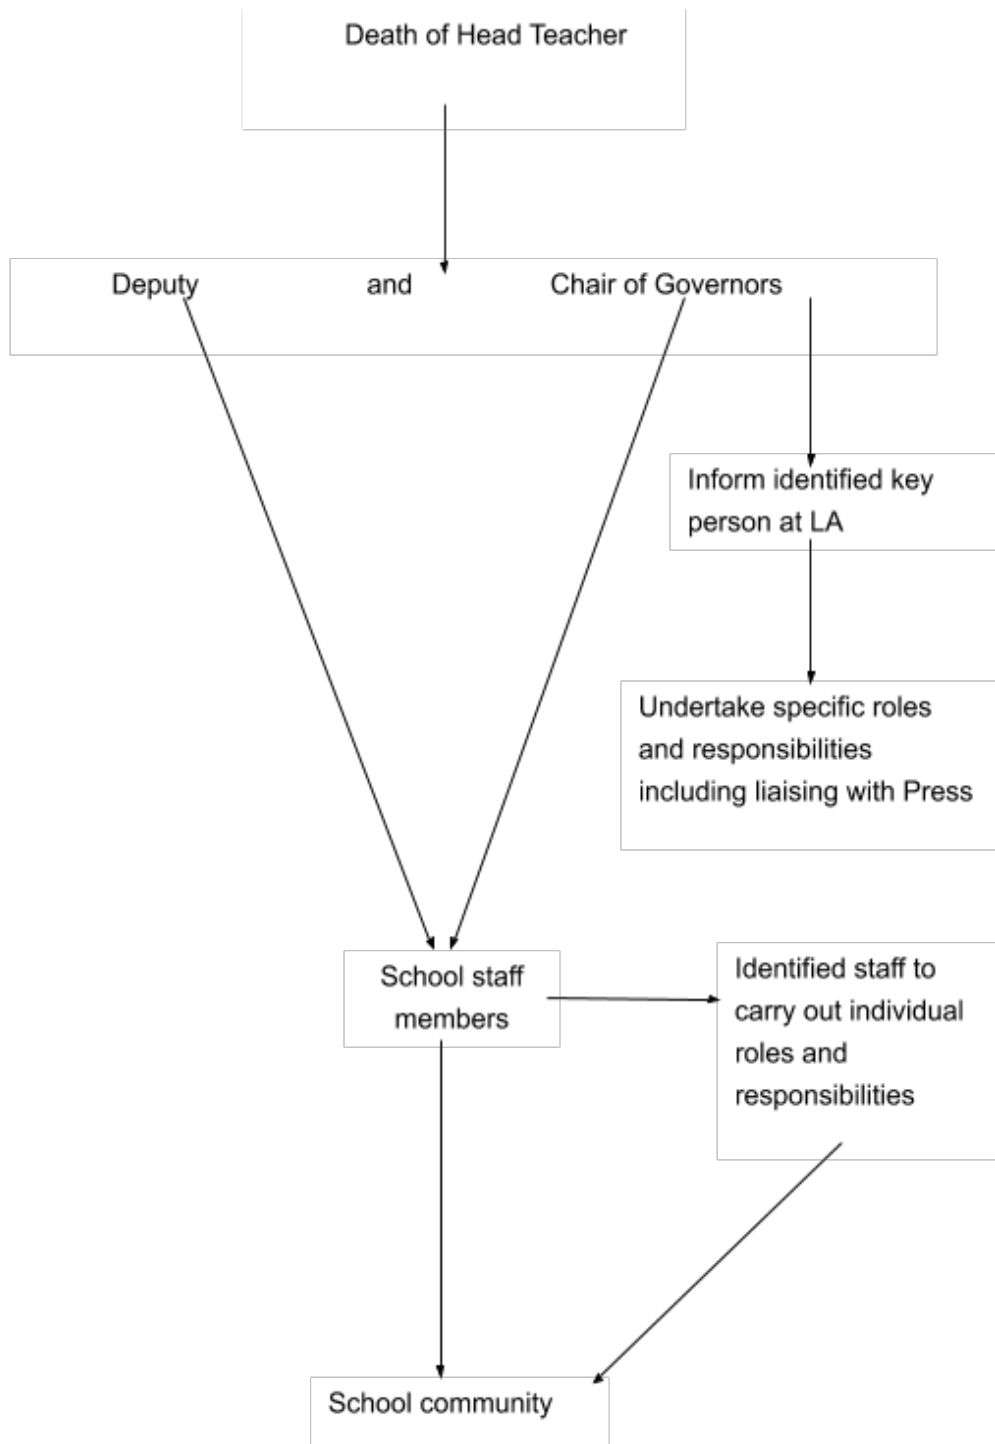 Death of Head Teacher
Deputy and Chair of Governors
Inform identified key
person at LA
Undertake specific roles
and responsibilities
including liaising with Press
School staff
members
Identified staff to
carry out individual
roles and
responsibilities
School community